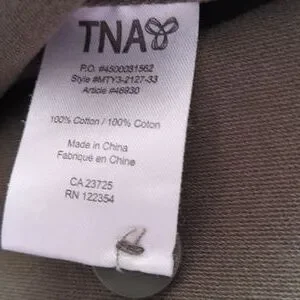 TNA
P.O. #4500031562
Style #MTY3-2127-33
Article #46930
100% Cotton / 100% Coton
Made in China
Fabriqué en Chine
CA 23725
RN 122354